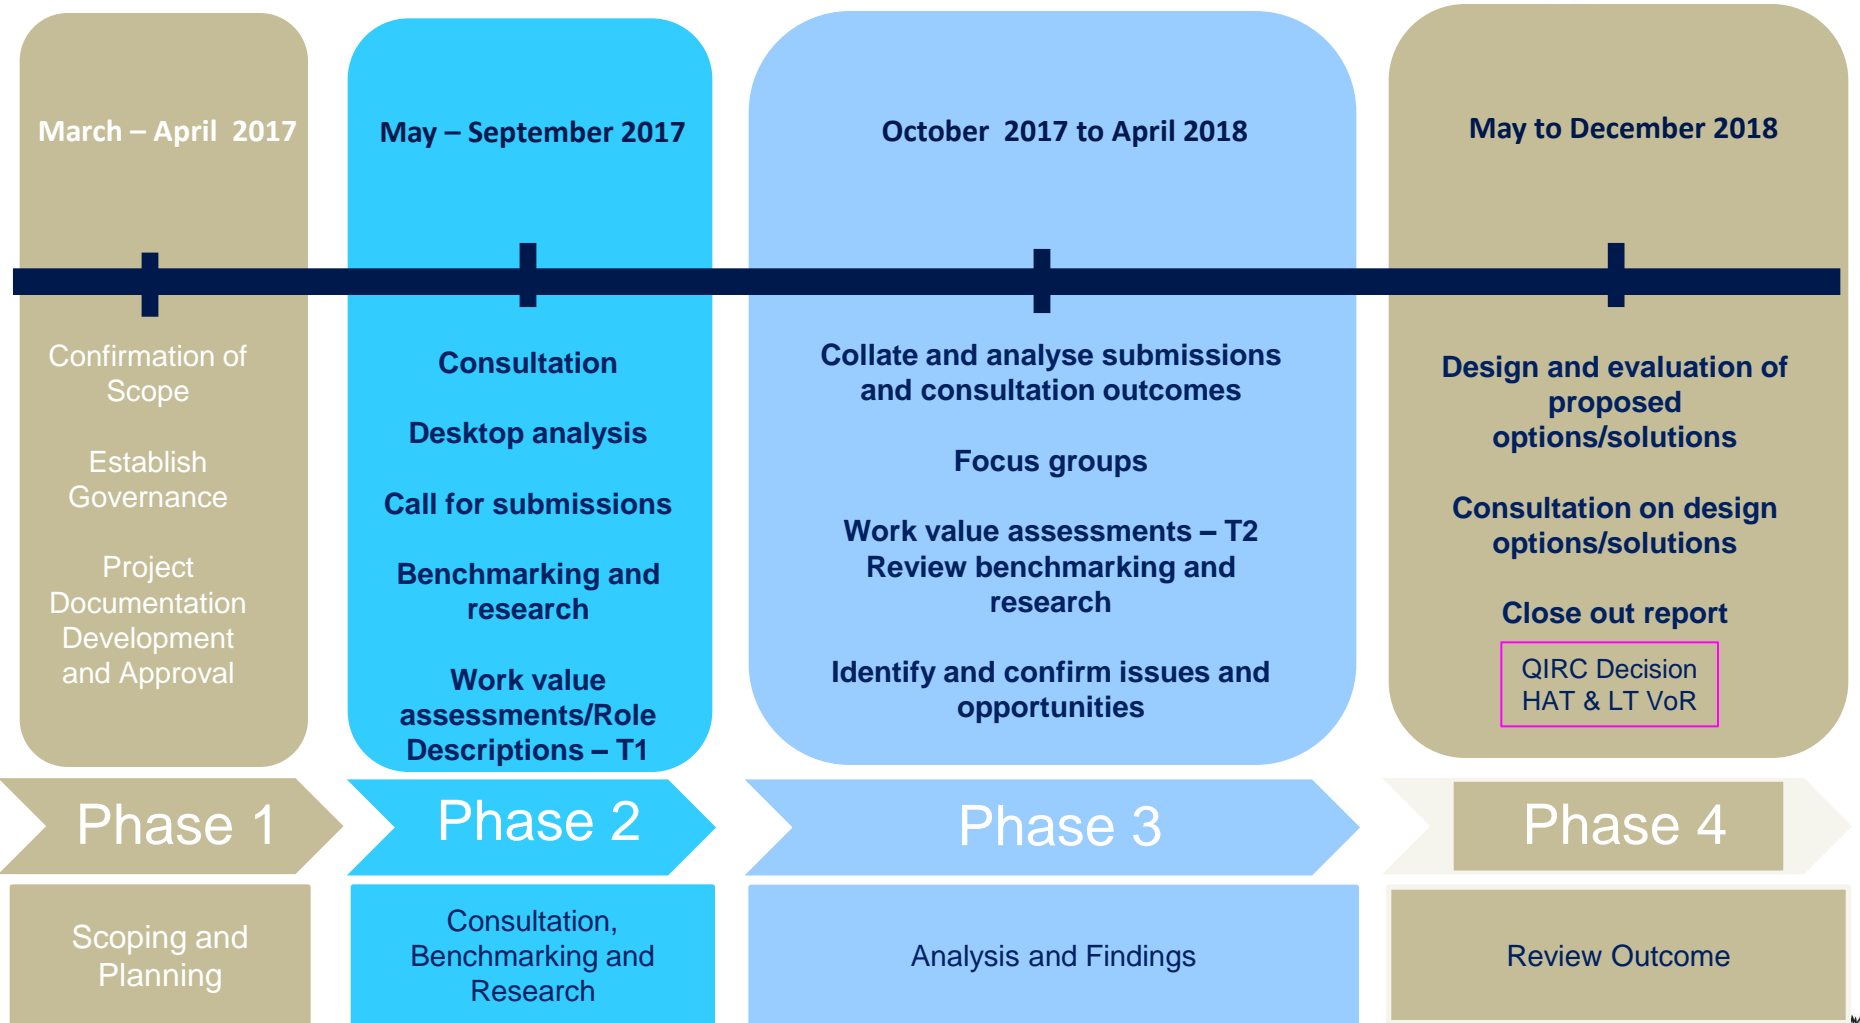 March – April  2017
Confirmation of
Scope
Establish
Governance
Project
Documentation
Development
and Approval
Phase 1
Scoping and
Planning
May – September 2017
Consultation
Desktop analysis
Call for submissions
Benchmarking and
research
Work value
assessments/Role
Descriptions – T1
Phase 2
Consultation,
Benchmarking and
Research
October  2017 to April 2018
Collate and analyse submissions
and consultation outcomes
Focus groups
Work value assessments – T2
Review benchmarking and
research
Identify and confirm issues and
opportunities
Phase 3
Analysis and Findings
May to December 2018
Design and evaluation of
proposed
options/solutions
Consultation on design
options/solutions
Close out report
QIRC Decision
HAT & LT VoR
Phase 4
Review Outcome